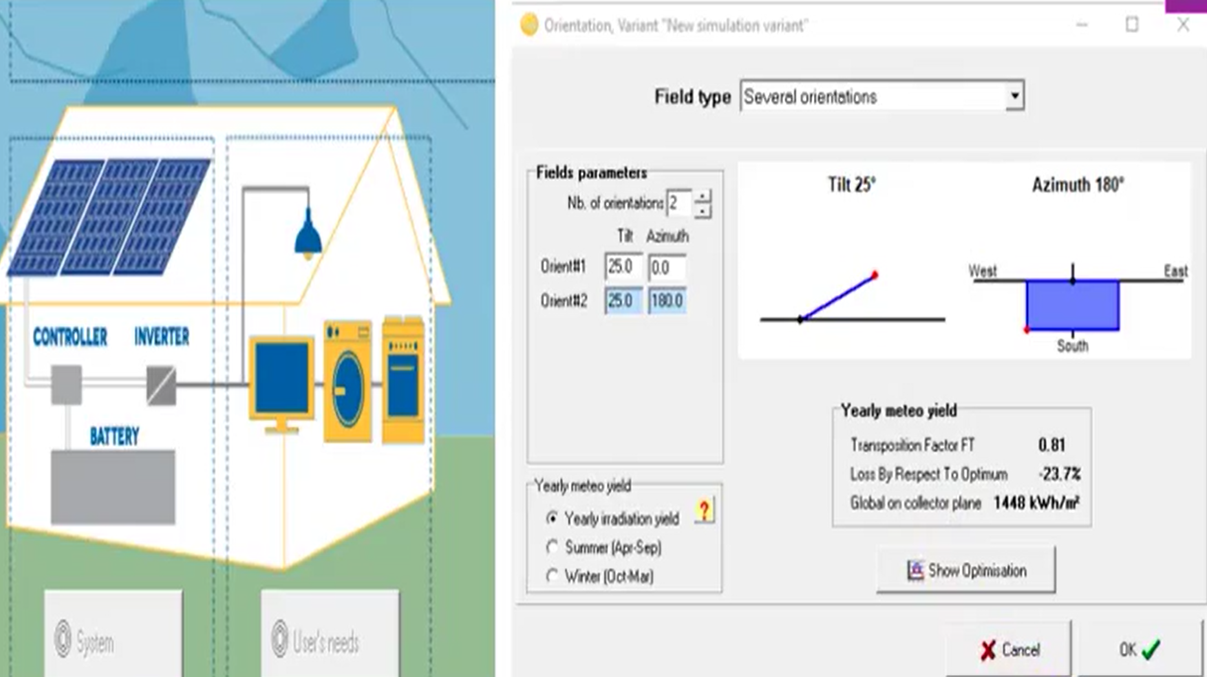 CONTROLLER INVERTER
BATTERY
System
User's needs
Orientation, Variant "New simulation variant"
Field type Several orientations
Fields parameters
Nb. of orientations 2
Tilt Azimuth
Orient#1 25.0 0.0
Orient#2 25.0 180.0
Tilt 25°
Azimuth 180°
West East
South
Yearly meteo yield
Transposition Factor FT 0.81
Loss By Respect To Optimum -23.7%
Global on collector plane 1448 kWh/m²
Yearly meteo yield
Yearly irradiation yield ?
Summer (Apr-Sep)
Winter (Oct-Mar)
Show Optimisation
Cancel OK